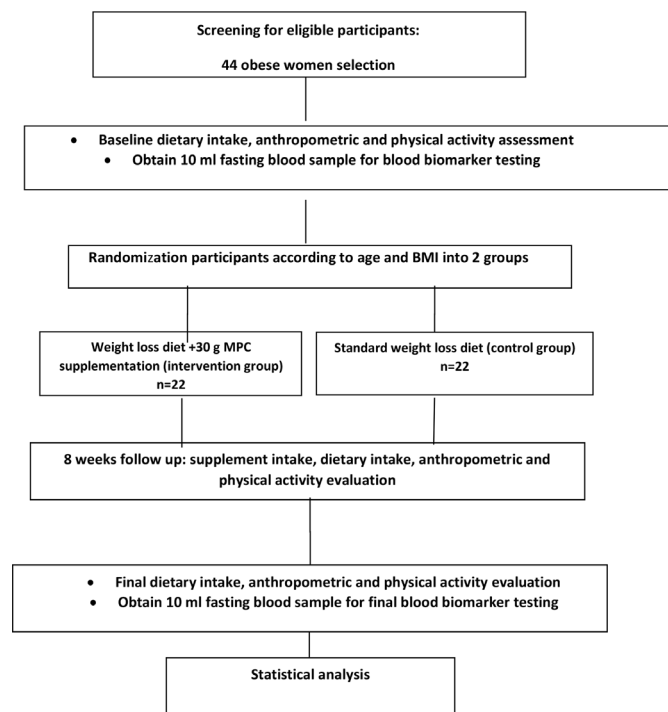 Screening for eligible participants:
44 obese women selection
• Baseline dietary intake, anthropometric and physical activity assessment
• Obtain 10 ml fasting blood sample for blood biomarker testing
Randomization participants according to age and BMI into 2 groups
Weight loss diet +30 g MPC
supplementation (intervention group)
n=22
Standard weight loss diet (control group)
n=22
8 weeks follow up: supplement intake, dietary intake, anthropometric and
physical activity evaluation
• Final dietary intake, anthropometric and physical activity evaluation
• Obtain 10 ml fasting blood sample for final blood biomarker testing
Statistical analysis